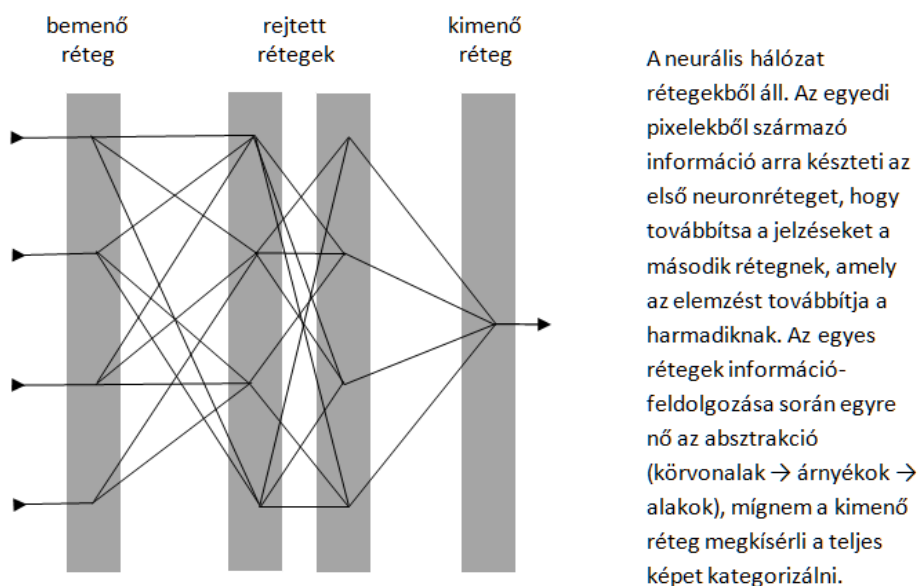 bemenő
réteg
rejtett
rétegek
kimenő
réteg
A neurális hálózat
rétegekből áll. Az egyedi
pixelekből származó
információ arra készteti az
első neuronréteget, hogy
továbbítsa a jelzéseket a
második rétegnek, amely
az elemzést továbbítja a
harmadiknak. Az egyes
rétegek információ-
feldolgozása során egyre
nő az absztrakció
(körvonalak → árnyékok →
alakok), mígnem a kimenő
réteg megkísérli a teljes
képet kategorizálni.